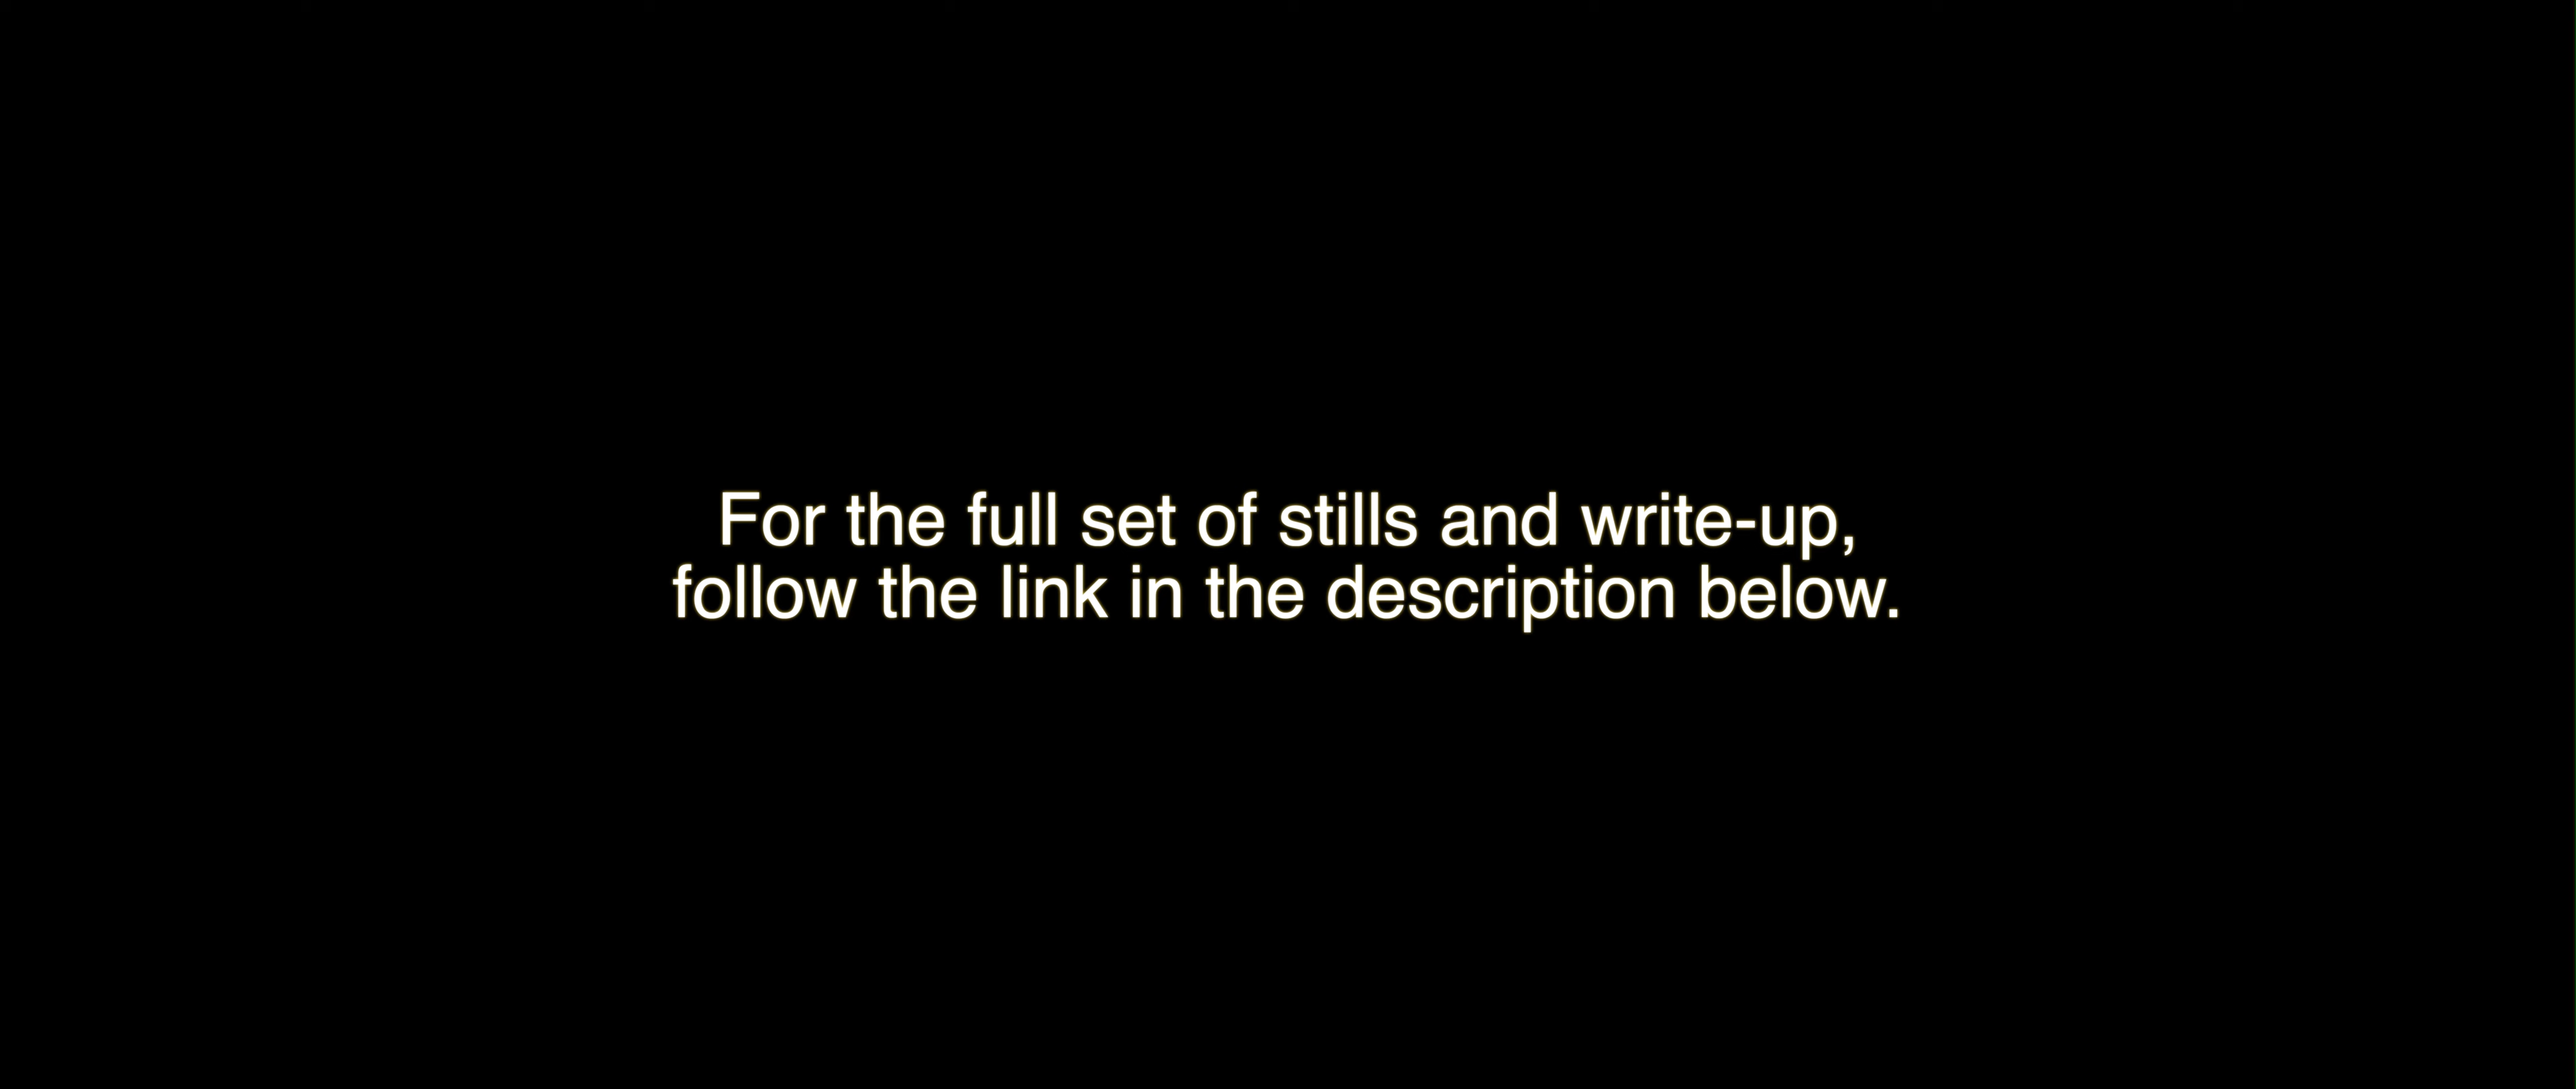 For the full set of stills and write-up,
follow the link in the description below.